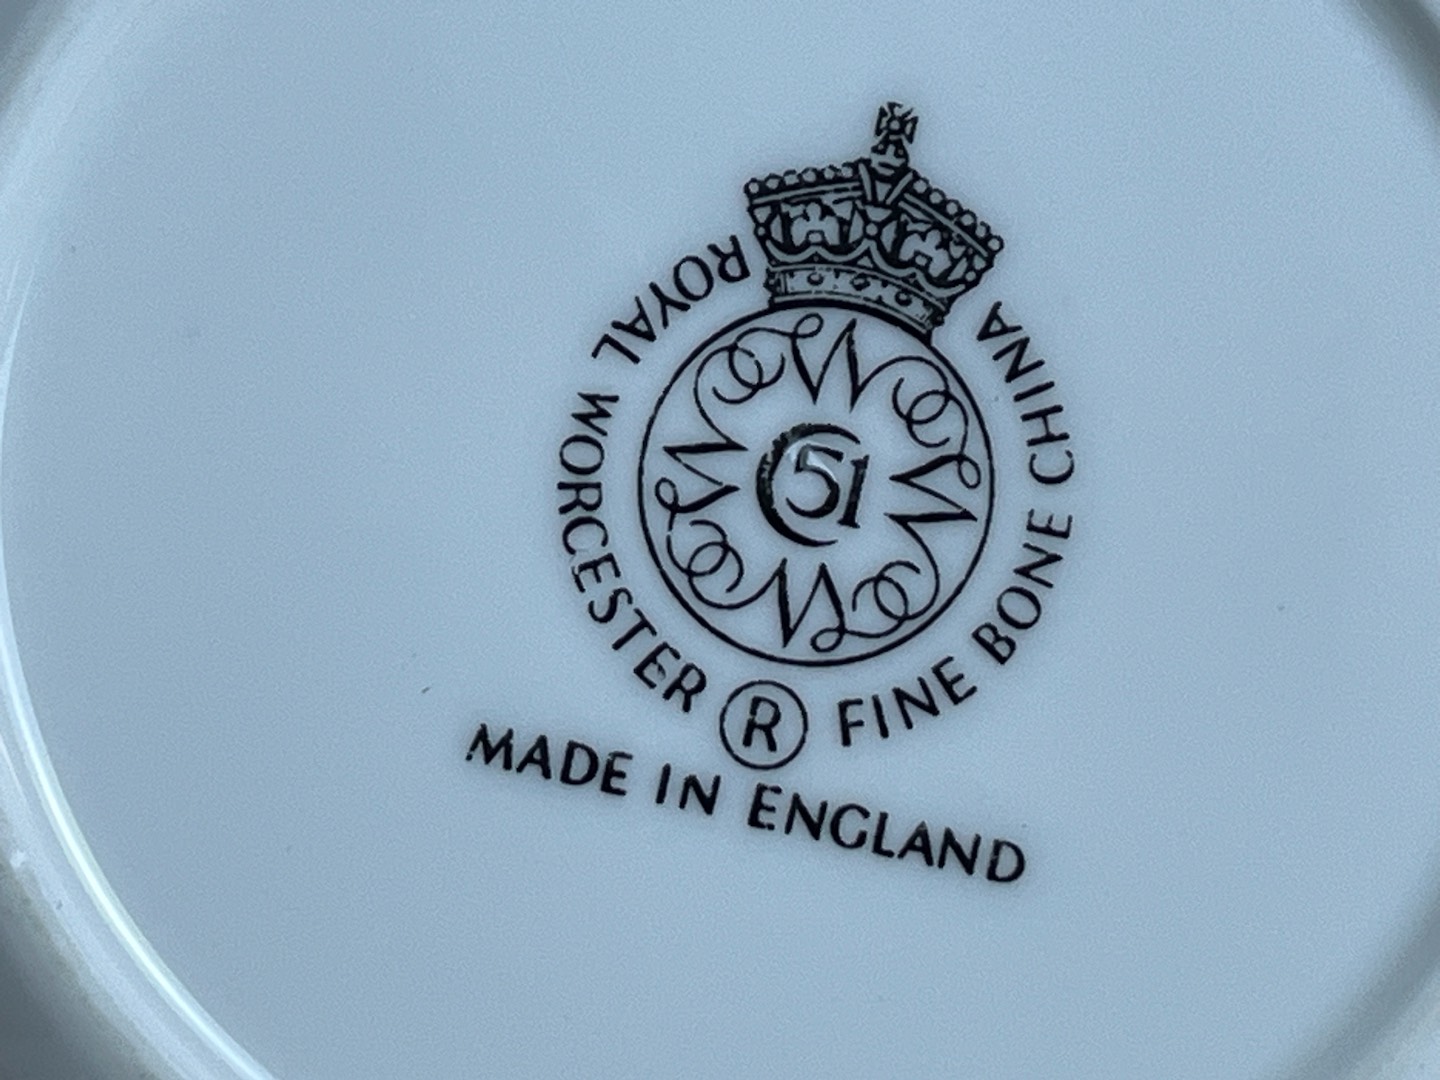 ROYAL WORCESTER ® FINE BONE CHINA
51
MADE IN ENGLAND